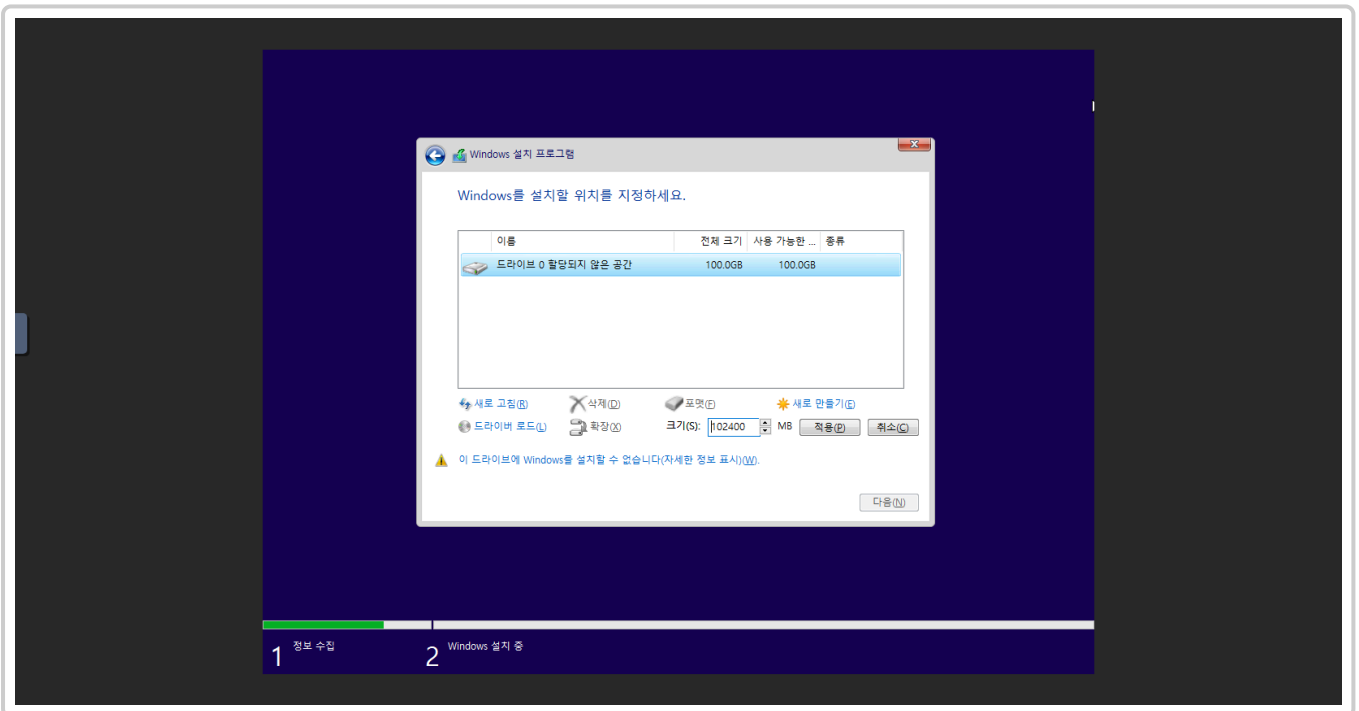 Windows 설치 프로그램
Windows를 설치할 위치를 지정하세요.
이름 전체 크기 사용 가능한 ... 종류
드라이브 0 할당되지 않은 공간 100.0GB 100.0GB
새로 고침(R) 삭제(D) 포맷(F) 새로 만들기(E)
드라이버 로드(L) 확장(X) 크기(S): 102400 MB 적용(P) 취소(C)
이 드라이브에 Windows를 설치할 수 없습니다(자세한 정보 표시)(W).
다음(N)
1 정보 수집 2 Windows 설치 중